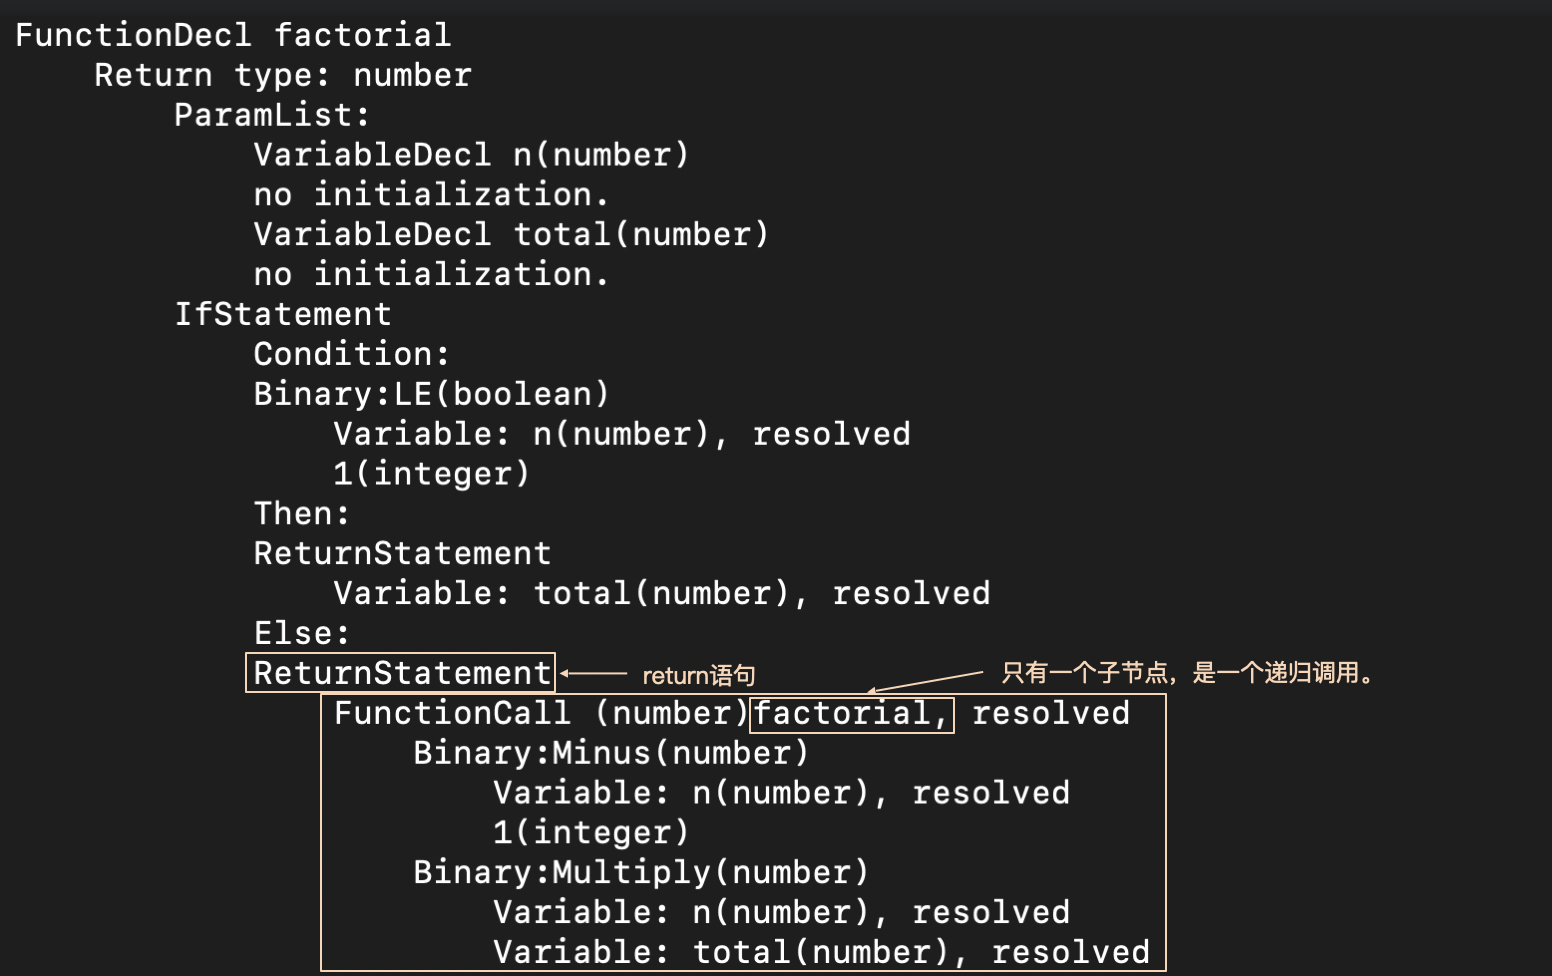 FunctionDecl factorial
Return type: number
ParamList:
VariableDecl n(number)
no initialization.
VariableDecl total(number)
no initialization.
IfStatement
Condition:
Binary:LE(boolean)
Variable: n(number), resolved
1(integer)
Then:
ReturnStatement
Variable: total(number), resolved
Else:
ReturnStatement return语句 只有一个子节点，是一个递归调用。
FunctionCall (number)factorial, resolved
Binary:Minus(number)
Variable: n(number), resolved
1(integer)
Binary:Multiply(number)
Variable: n(number), resolved
Variable: total(number), resolved